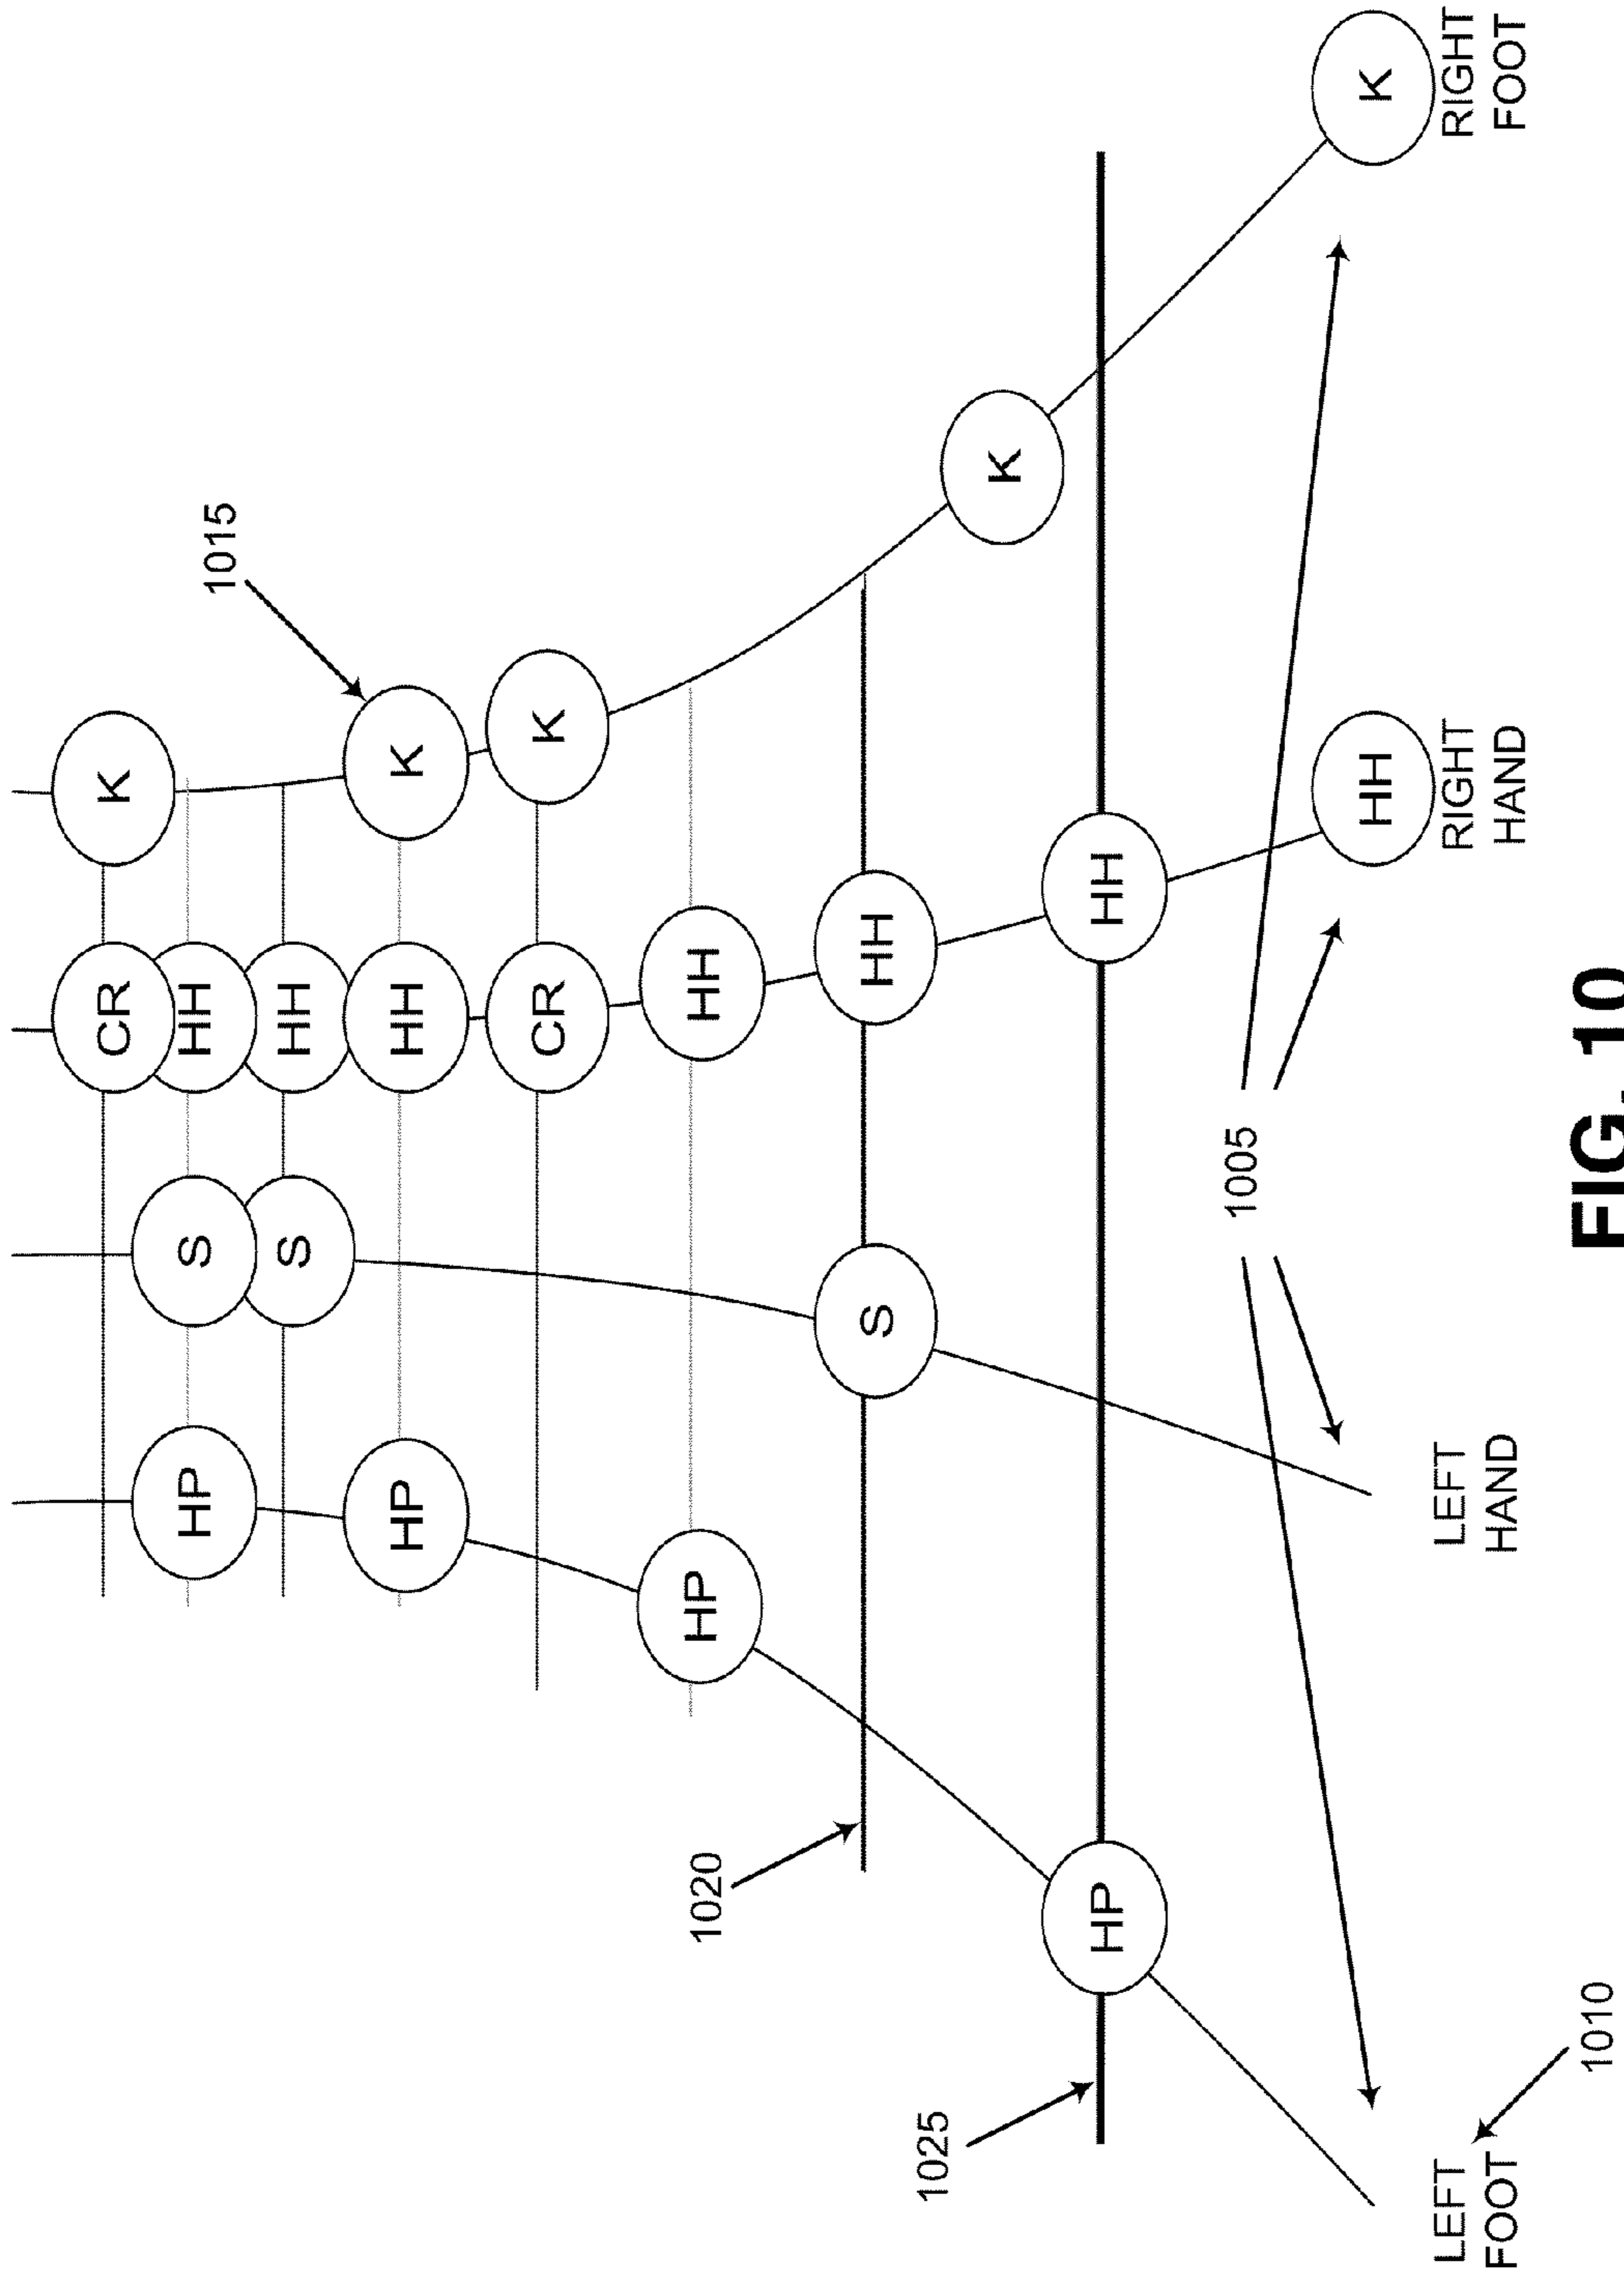 CR K
HP S HH
1015
S HH
HP HH K
CR K
1020 HP HH
S HH
1025
K
HP HH
1005
HH K
LEFT FOOT
LEFT HAND
RIGHT HAND
RIGHT FOOT
1010
FIG. 10